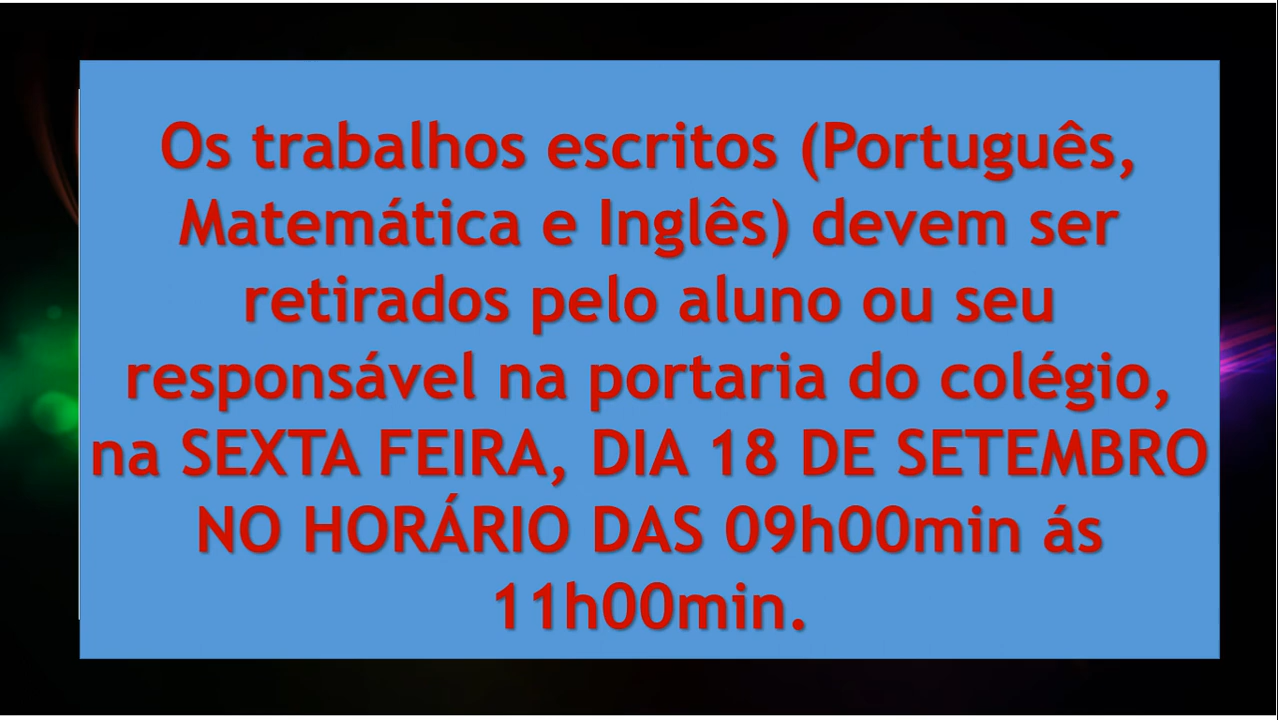 Os trabalhos escritos (Português,
Matemática e Inglês) devem ser
retirados pelo aluno ou seu
responsável na portaria do colégio,
na SEXTA FEIRA, DIA 18 DE SETEMBRO
NO HORÁRIO DAS 09h00min ás
11h00min.